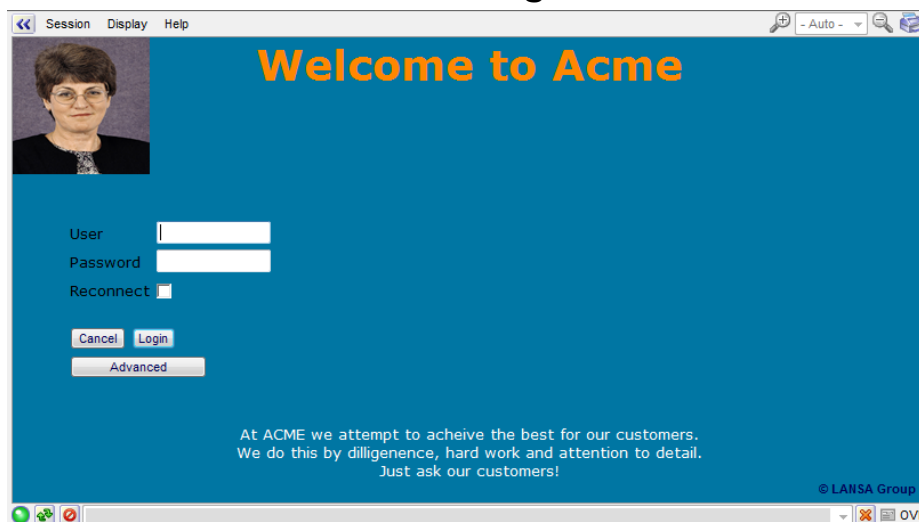 Session Display Help - Auto -
Welcome to Acme
User
Password
Reconnect
Cancel Login
Advanced
At ACME we attempt to acheive the best for our customers.
We do this by dilligenence, hard work and attention to detail.
Just ask our customers!
© LANSA Group